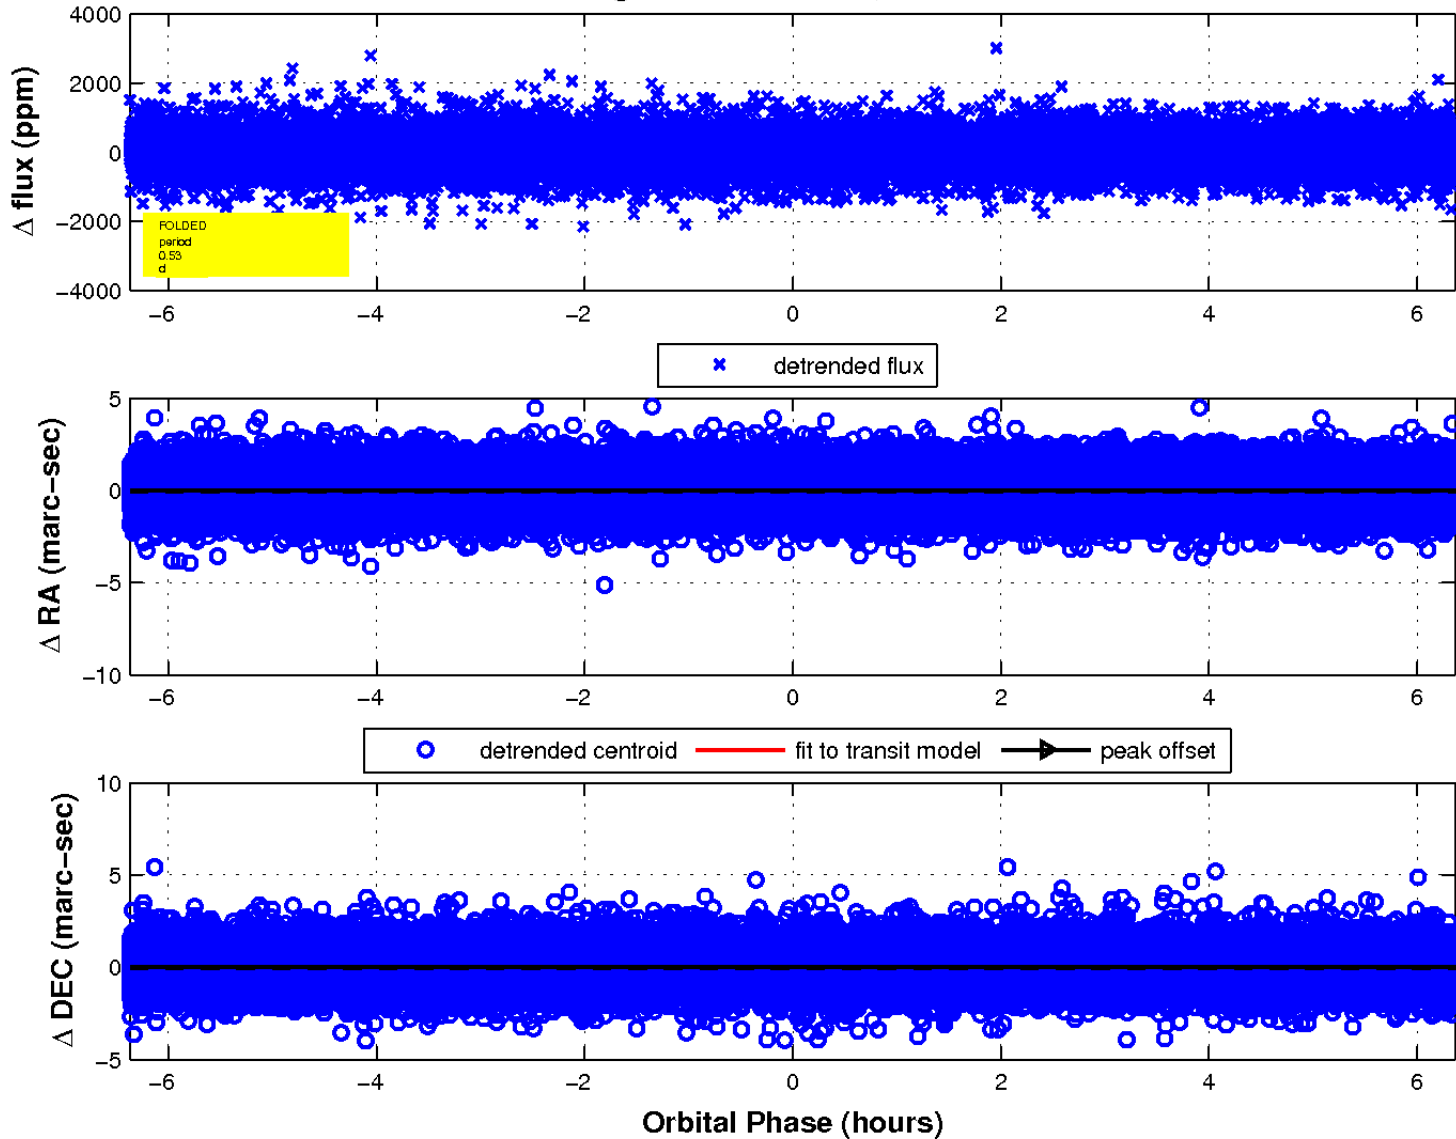 4000
2000
0
−2000
−4000
Δ flux (ppm)
FOLDED
period
0.53
d
−6 −4 −2 0 2 4 6
detrended flux
5
0
−5
−10
Δ RA (marc−sec)
−6 −4 −2 0 2 4 6
detrended centroid fit to transit model peak offset
10
5
0
−5
Δ DEC (marc−sec)
−6 −4 −2 0 2 4 6
Orbital Phase (hours)